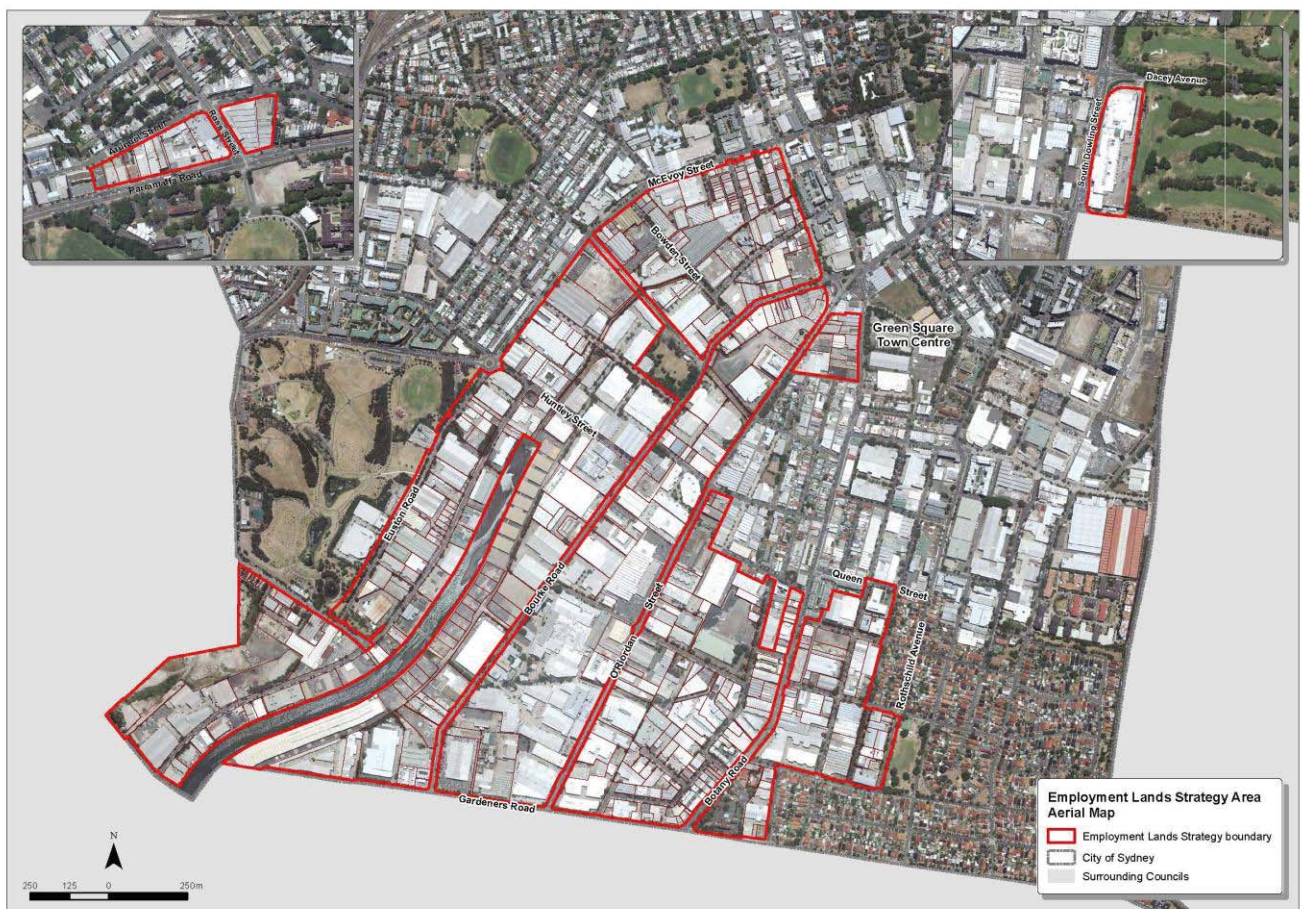 Arundel Street
Ross Street
Parramatta Road
Dacey Avenue
South Dowling Street
McEvoy Street
Bowden Street
Green Square
Town Centre
Huntley Street
Euston Road
Bourke Road
O'Riordan Street
Queen Street
Rothschild Avenue
Botany Road
Gardeners Road
Employment Lands Strategy Area
Aerial Map
Employment Lands Strategy boundary
City of Sydney
Surrounding Councils
N
250 125 0 250m